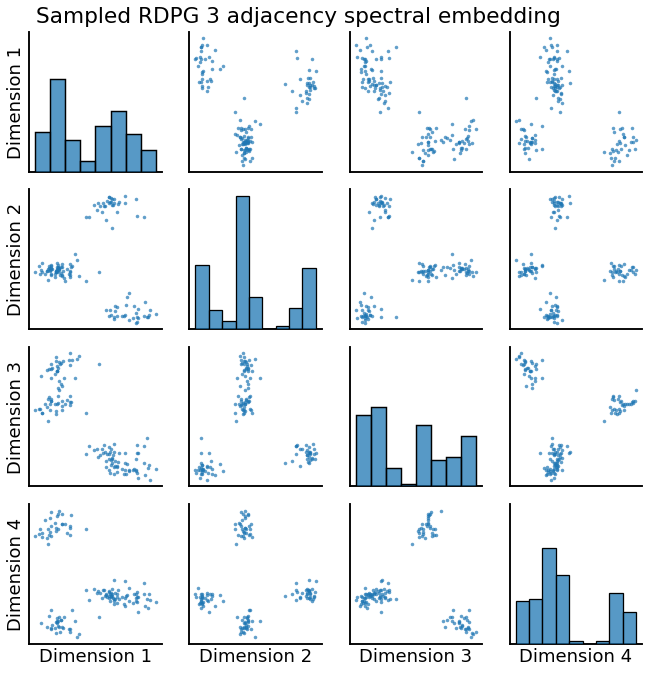 Sampled RDPG 3 adjacency spectral embedding
Dimension 1
Dimension 2
Dimension 3
Dimension 4
Dimension 1 Dimension 2 Dimension 3 Dimension 4